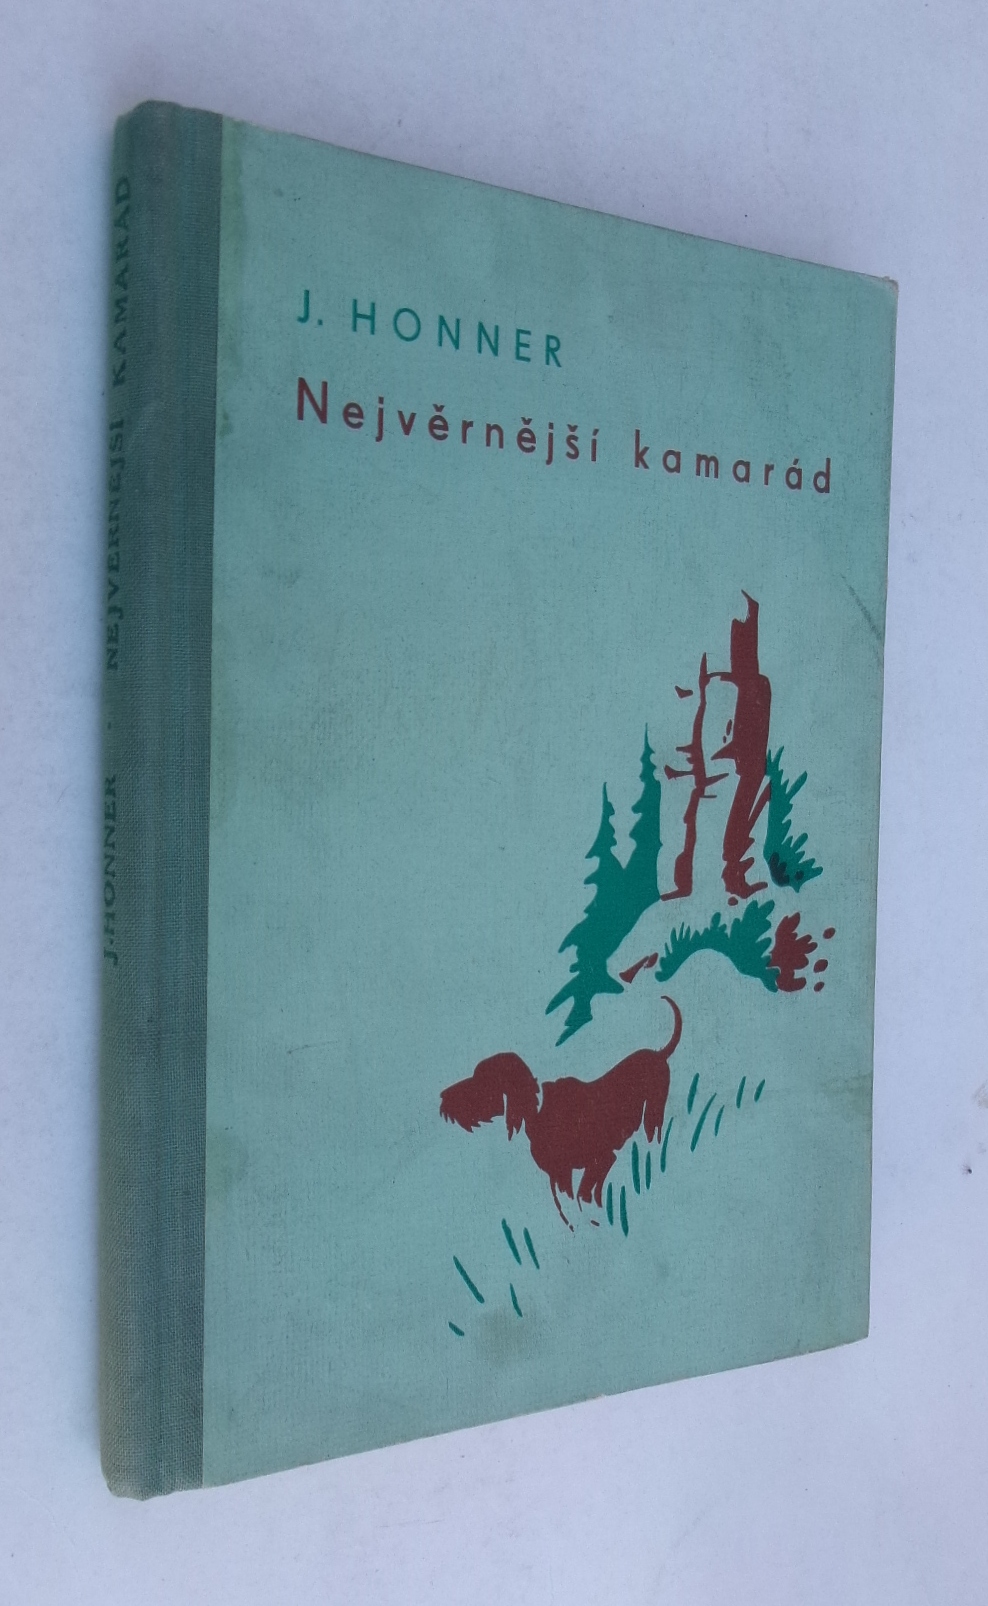 J. HONNER
Nejvěrnější kamarád
J. HONNER · NEJVĚRNĚJŠÍ KAMARÁD